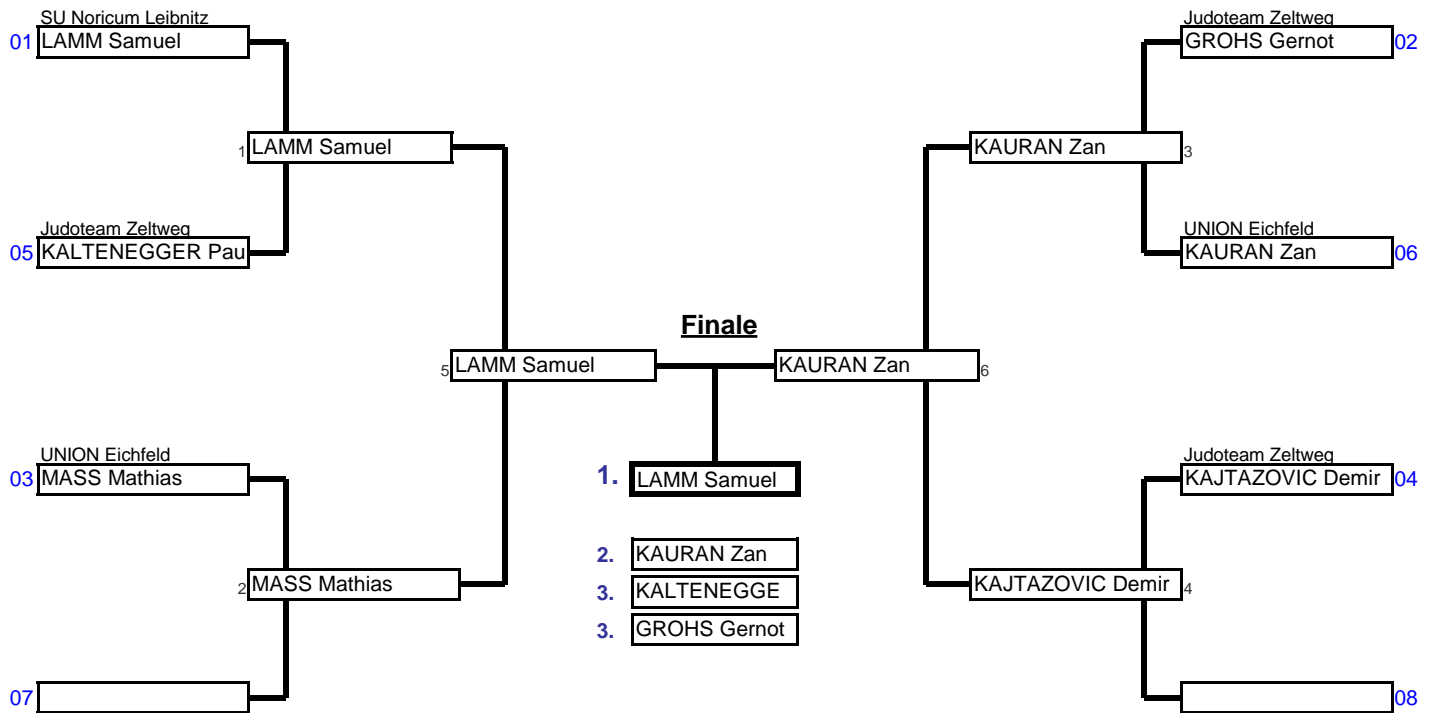 SU Noricum Leibnitz
01 LAMM Samuel
Judoteam Zeltweg
GROHS Gernot 02
1 LAMM Samuel
KAURAN Zan 3
Judoteam Zeltweg
05 KALTENEGGER Pau
UNION Eichfeld
KAURAN Zan 06
Finale
5 LAMM Samuel
KAURAN Zan 6
UNION Eichfeld
03 MASS Mathias
Judoteam Zeltweg
KAJTAZOVIC Demir 04
1. LAMM Samuel
2. KAURAN Zan
3. KALTENEGGE
3. GROHS Gernot
2 MASS Mathias
KAJTAZOVIC Demir 4
07
08